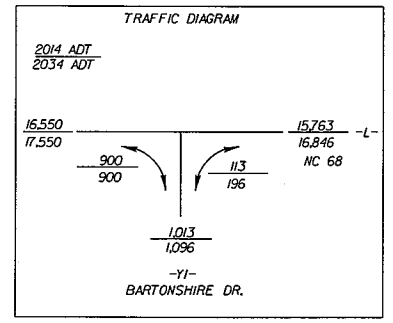 TRAFFIC DIAGRAM
2014 ADT
2034 ADT
16,550
17,550
15,763
16,846
-L-
NC 68
900
900
113
196
1,013
1,096
-Y1-
BARTONSHIRE DR.